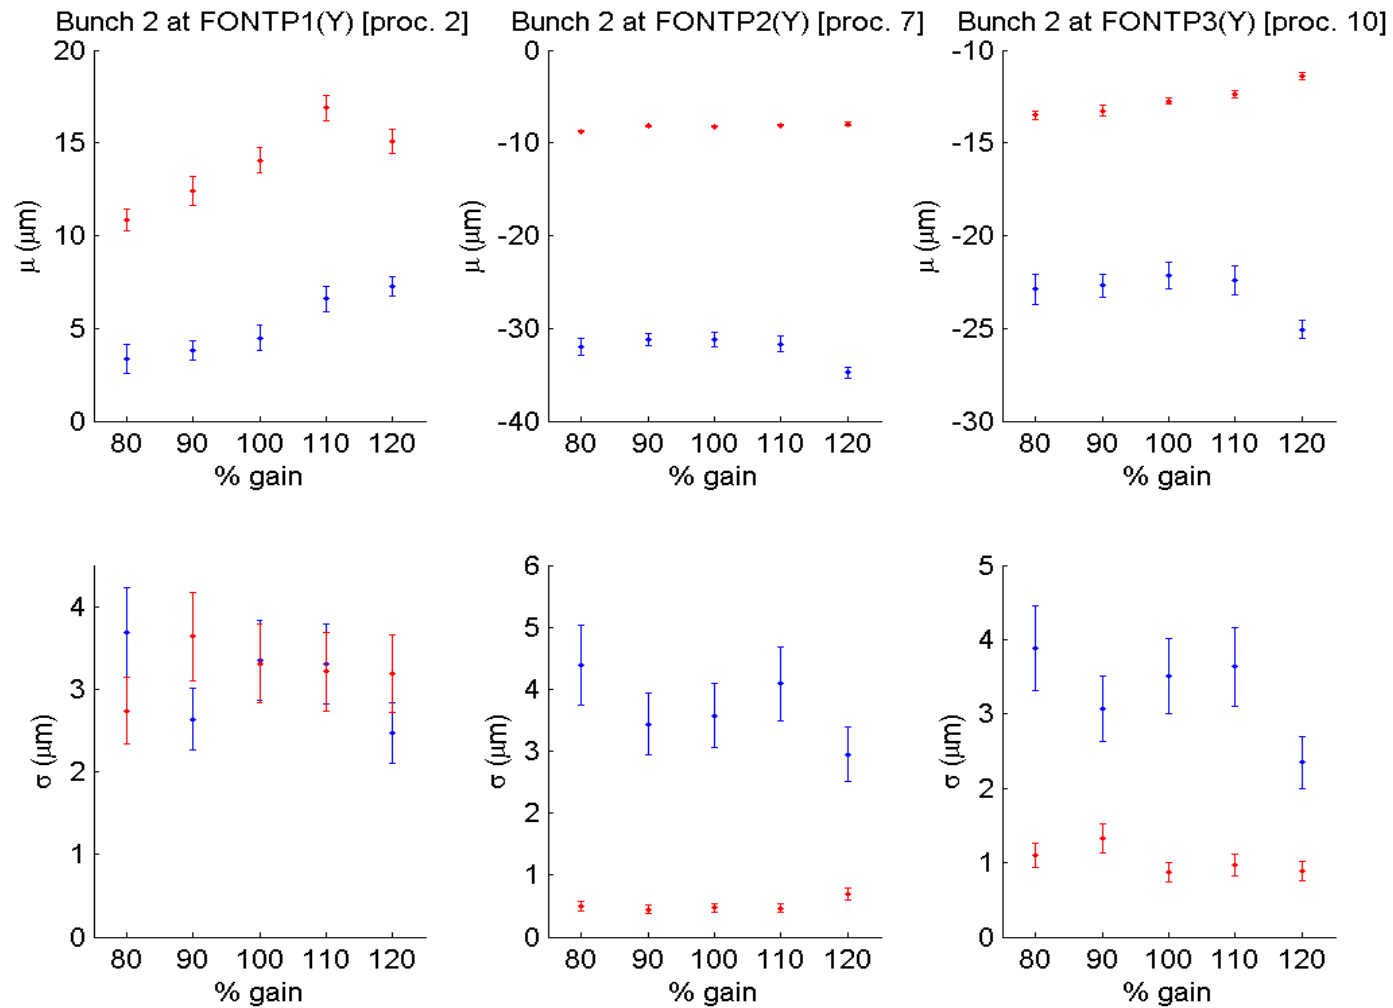 Bunch 2 at FONTP1(Y) [proc. 2]
20
15
10
5
0
μ (μm)
80 90 100 110 120
% gain
Bunch 2 at FONTP2(Y) [proc. 7]
0
-10
-20
-30
-40
μ (μm)
80 90 100 110 120
% gain
Bunch 2 at FONTP3(Y) [proc. 10]
-10
-15
-20
-25
-30
μ (μm)
80 90 100 110 120
% gain
4
3
2
1
0
σ (μm)
80 90 100 110 120
% gain
6
5
4
3
2
1
0
σ (μm)
80 90 100 110 120
% gain
5
4
3
2
1
0
σ (μm)
80 90 100 110 120
% gain